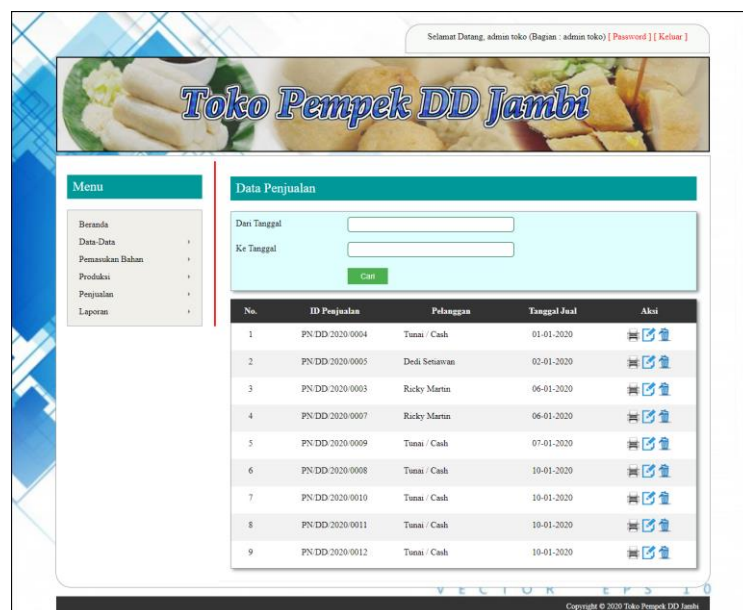 Selamat Datang, admin toko (Bagian : admin toko) [ Password ] [ Keluar ]
Toko Pempek DD Jambi
Menu
Beranda
Data-Data
Pemasukan Bahan
Produksi
Penjualan
Laporan
Data Penjualan
Dari Tanggal
Ke Tanggal
Cari
No. ID Penjualan Pelanggan Tanggal Jual Aksi
1 PN/DD/2020/0004 Tunai / Cash 01-01-2020
2 PN/DD/2020/0005 Dedi Setiawan 02-01-2020
3 PN/DD/2020/0003 Ricky Martin 06-01-2020
4 PN/DD/2020/0007 Ricky Martin 06-01-2020
5 PN/DD/2020/0009 Tunai / Cash 07-01-2020
6 PN/DD/2020/0008 Tunai / Cash 10-01-2020
7 PN/DD/2020/0010 Tunai / Cash 10-01-2020
8 PN/DD/2020/0011 Tunai / Cash 10-01-2020
9 PN/DD/2020/0012 Tunai / Cash 10-01-2020
VECTOR EPS 10
Copyright © 2020 Toko Pempek DD Jambi